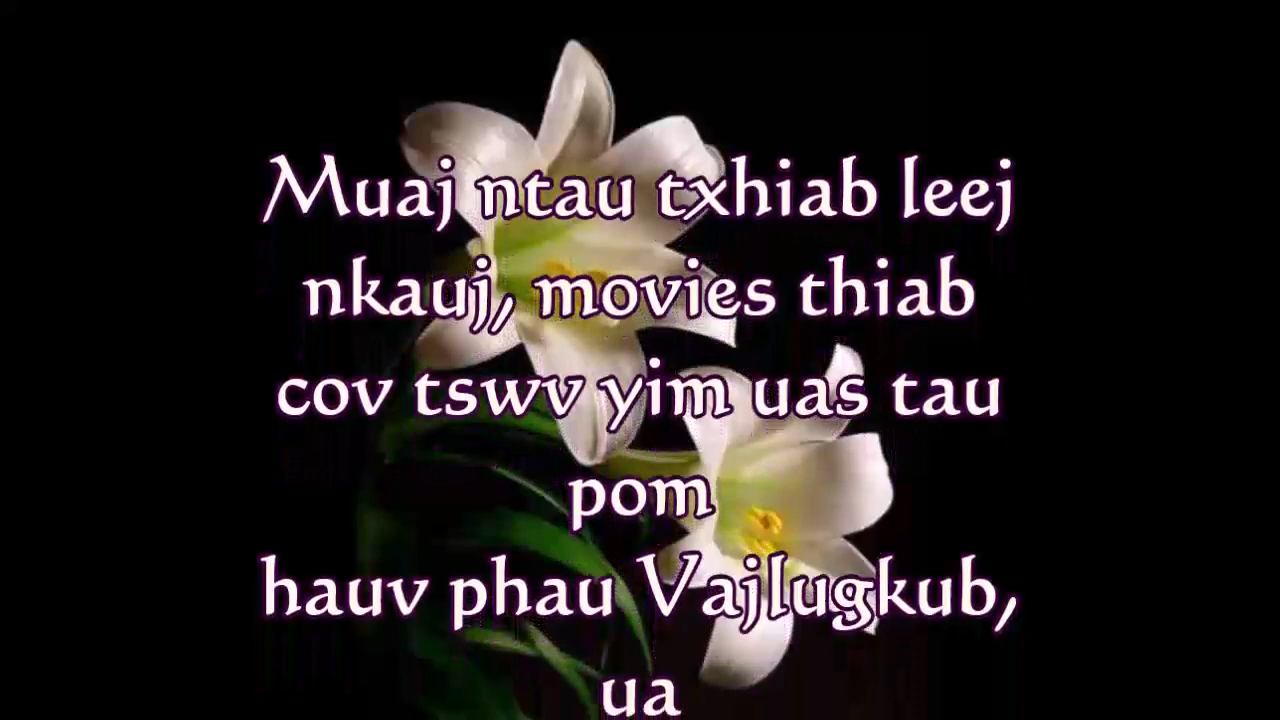 Muaj ntau txhiab leej
nkauj, movies thiab
cov tswv yim uas tau
pom
hauv phau Vajlugkub,
ua